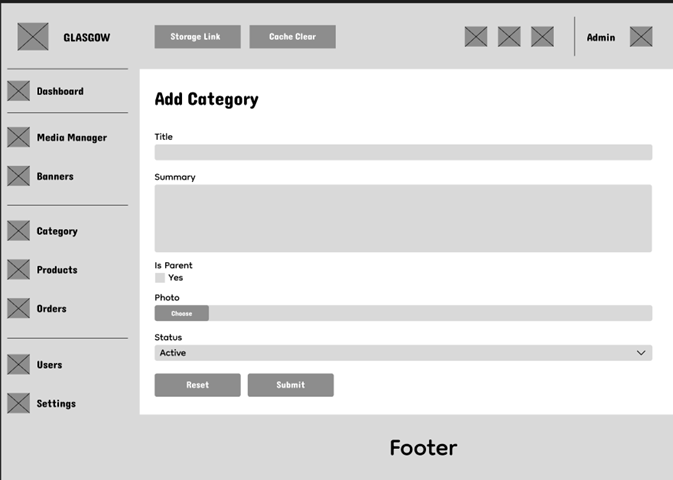 GLASGOW
Storage Link
Cache Clear
Admin
Dashboard
Media Manager
Banners
Category
Products
Orders
Users
Settings
Add Category
Title
Summary
Is Parent
Yes
Photo
Choose
Status
Active
Reset
Submit
Footer